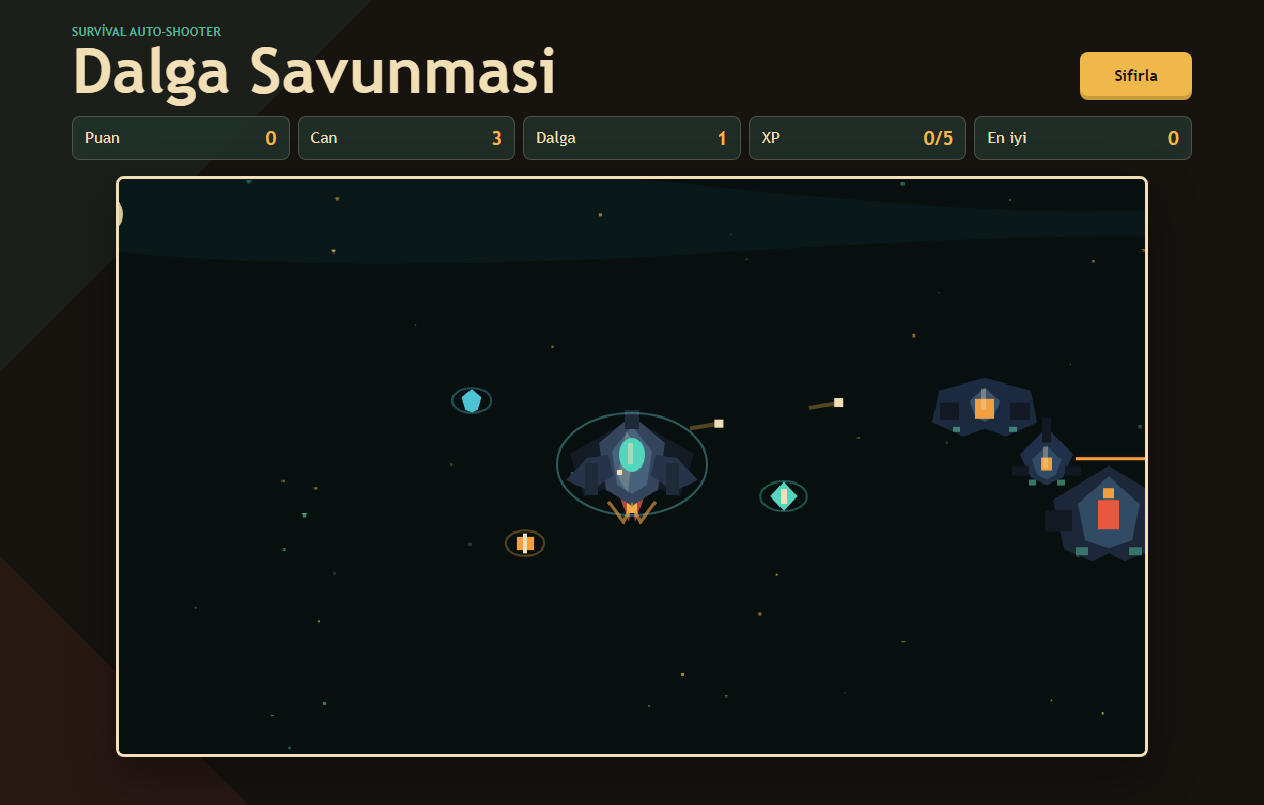 SURVİVAL AUTO-SHOOTER
Dalga Savunmasi
Sifirla
Puan 0
Can 3
Dalga 1
XP 0/5
En iyi 0